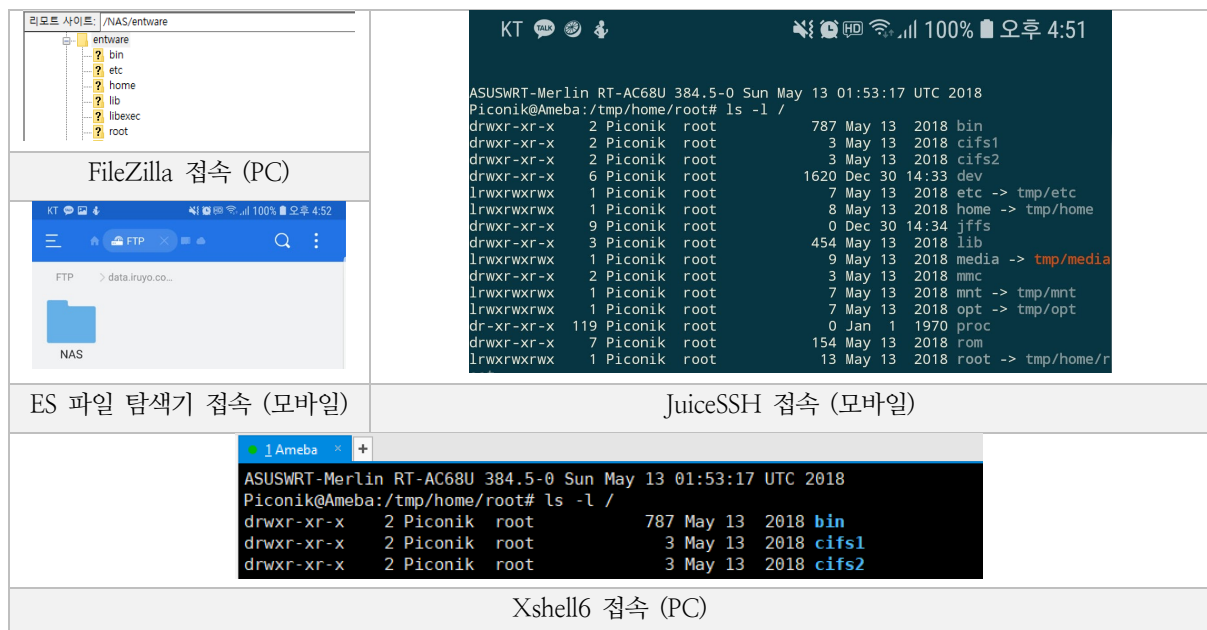 리모트 사이트: /NAS/entware
entware
? bin
? etc
? home
? lib
? libexec
? root
FileZilla 접속 (PC)
KT 100% 오후 4:52
FTP
FTP > data.iruyo.co...
NAS
ES 파일 탐색기 접속 (모바일)
KT TALK HD 100% 오후 4:51
ASUSWRT-Merlin RT-AC68U 384.5-0 Sun May 13 01:53:17 UTC 2018
Piconik@Ameba:/tmp/home/root# ls -l /
drwxr-xr-x 2 Piconik root 787 May 13 2018 bin
drwxr-xr-x 2 Piconik root 3 May 13 2018 cifs1
drwxr-xr-x 2 Piconik root 3 May 13 2018 cifs2
drwxr-xr-x 6 Piconik root 1620 Dec 30 14:33 dev
lrwxrwxrwx 1 Piconik root 7 May 13 2018 etc -> tmp/etc
lrwxrwxrwx 1 Piconik root 8 May 13 2018 home -> tmp/home
drwxr-xr-x 9 Piconik root 0 Dec 30 14:34 jffs
drwxr-xr-x 3 Piconik root 454 May 13 2018 lib
lrwxrwxrwx 1 Piconik root 9 May 13 2018 media -> tmp/media
drwxr-xr-x 2 Piconik root 3 May 13 2018 mmc
lrwxrwxrwx 1 Piconik root 7 May 13 2018 mnt -> tmp/mnt
lrwxrwxrwx 1 Piconik root 7 May 13 2018 opt -> tmp/opt
dr-xr-xr-x 119 Piconik root 0 Jan 1 1970 proc
drwxr-xr-x 7 Piconik root 154 May 13 2018 rom
lrwxrwxrwx 1 Piconik root 13 May 13 2018 root -> tmp/home/r
JuiceSSH 접속 (모바일)
1 Ameba × +
ASUSWRT-Merlin RT-AC68U 384.5-0 Sun May 13 01:53:17 UTC 2018
Piconik@Ameba:/tmp/home/root# ls -l /
drwxr-xr-x 2 Piconik root 787 May 13 2018 bin
drwxr-xr-x 2 Piconik root 3 May 13 2018 cifs1
drwxr-xr-x 2 Piconik root 3 May 13 2018 cifs2
Xshell6 접속 (PC)